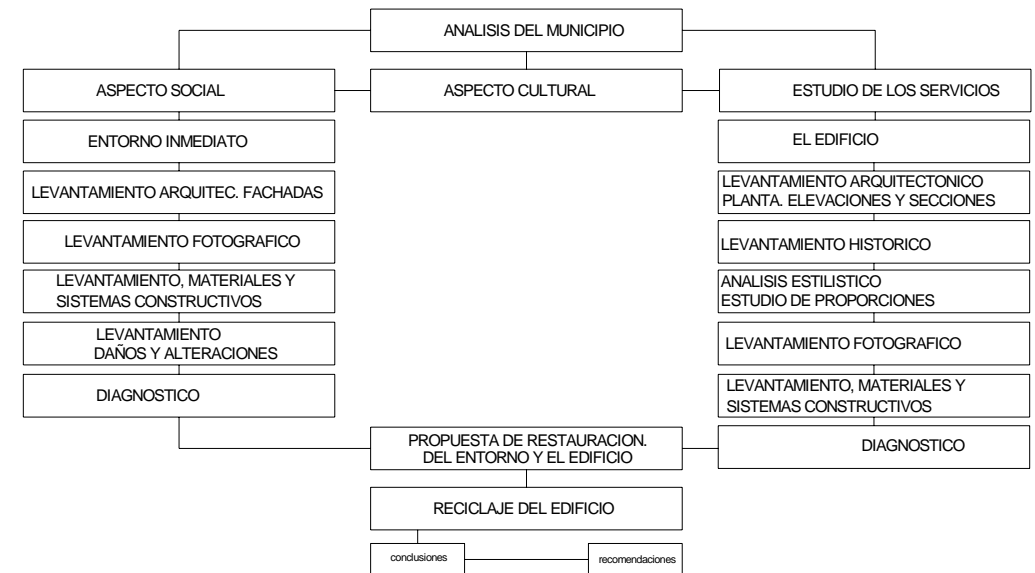 ANALISIS DEL MUNICIPIO
ASPECTO SOCIAL
ASPECTO CULTURAL
ESTUDIO DE LOS SERVICIOS
ENTORNO INMEDIATO
LEVANTAMIENTO ARQUITEC. FACHADAS
LEVANTAMIENTO FOTOGRAFICO
LEVANTAMIENTO, MATERIALES Y
SISTEMAS CONSTRUCTIVOS
LEVANTAMIENTO
DAÑOS Y ALTERACIONES
DIAGNOSTICO
EL EDIFICIO
LEVANTAMIENTO ARQUITECTONICO
PLANTA. ELEVACIONES Y SECCIONES
LEVANTAMIENTO HISTORICO
ANALISIS ESTILISTICO
ESTUDIO DE PROPORCIONES
LEVANTAMIENTO FOTOGRAFICO
LEVANTAMIENTO, MATERIALES Y
SISTEMAS CONSTRUCTIVOS
DIAGNOSTICO
PROPUESTA DE RESTAURACION.
DEL ENTORNO Y EL EDIFICIO
RECICLAJE DEL EDIFICIO
conclusiones
recomendaciones